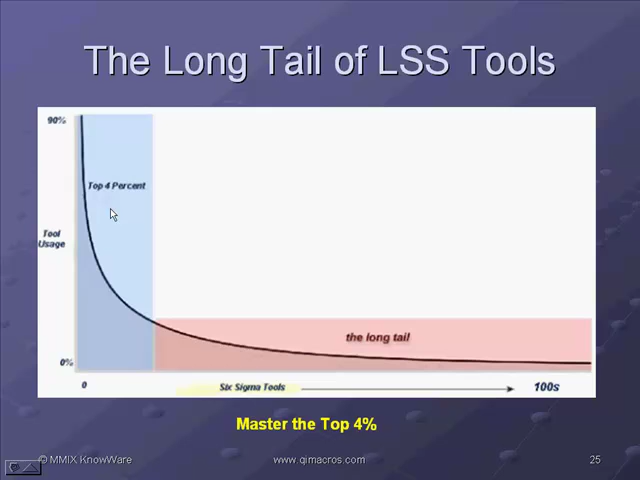 The Long Tail of LSS Tools
90%
Top 4 Percent
Tool
Usage
the long tail
0%
0
Six Sigma Tools
100s
Master the Top 4%
© MMIX KnowWare
www.qimacros.com
25